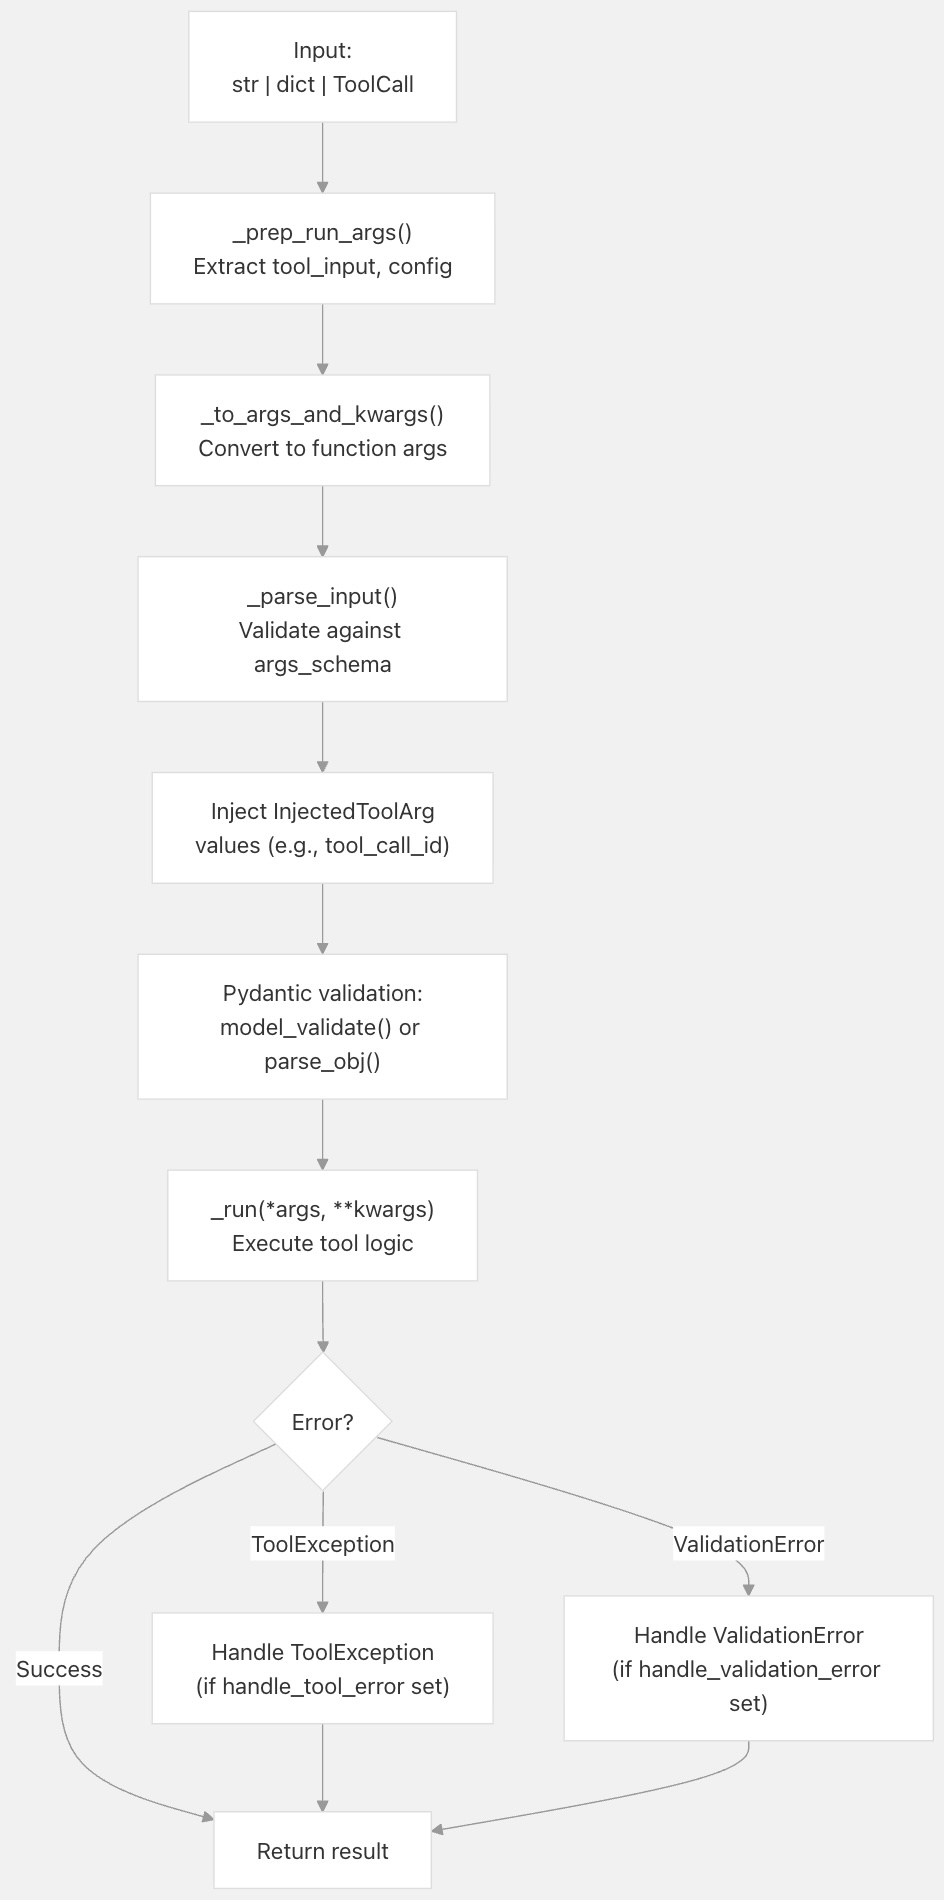 Input:
str | dict | ToolCall
_prep_run_args()
Extract tool_input, config
_to_args_and_kwargs()
Convert to function args
_parse_input()
Validate against
args_schema
Inject InjectedToolArg
values (e.g., tool_call_id)
Pydantic validation:
model_validate() or
parse_obj()
_run(*args, **kwargs)
Execute tool logic
Error?
ToolException
ValidationError
Handle ToolException
(if handle_tool_error set)
Handle ValidationError
(if handle_validation_error
set)
Success
Return result